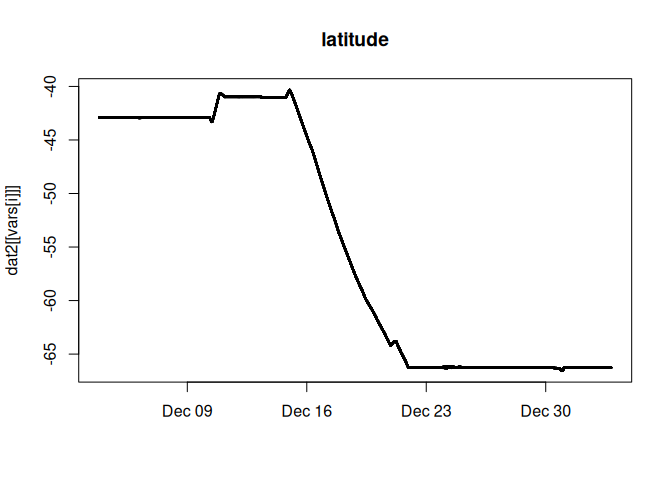 latitude
dat2[[vars[i]]]
-40
-45
-50
-55
-60
-65
Dec 09
Dec 16
Dec 23
Dec 30